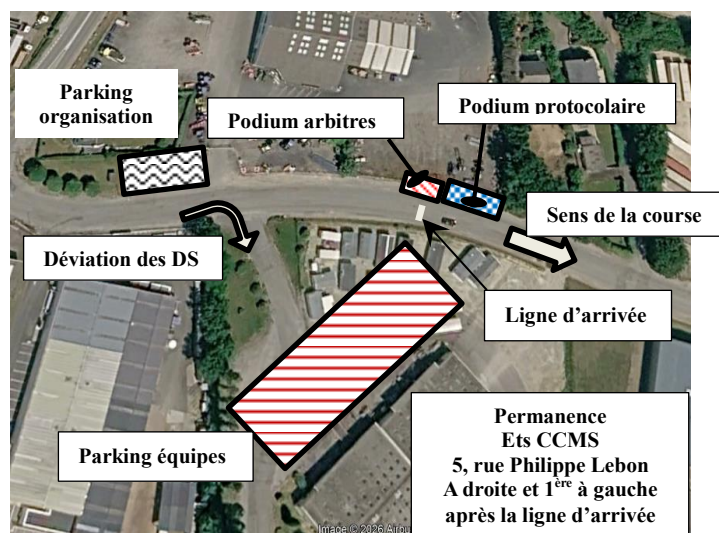 Parking
organisation
Podium arbitres
Podium protocolaire
Sens de la course
Déviation des DS
Ligne d’arrivée
Parking équipes
Permanence
Ets CCMS
5, rue Philippe Lebon
A droite et 1ère à gauche
après la ligne d’arrivée
Image © 2026 Airbu